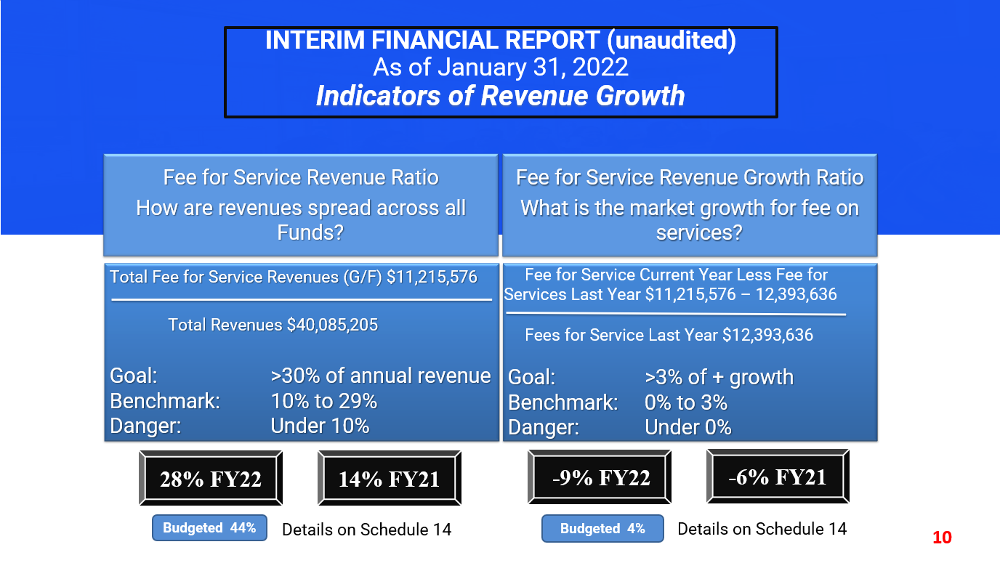 INTERIM FINANCIAL REPORT (unaudited)
As of January 31, 2022
Indicators of Revenue Growth
Fee for Service Revenue Ratio
How are revenues spread across all
Funds?
Fee for Service Revenue Growth Ratio
What is the market growth for fee on
services?
Total Fee for Service Revenues (G/F) $11,215,576
Total Revenues $40,085,205
Goal: >30% of annual revenue
Benchmark: 10% to 29%
Danger: Under 10%
Fee for Service Current Year Less Fee for
Services Last Year $11,215,576 – 12,393,636
Fees for Service Last Year $12,393,636
Goal: >3% of + growth
Benchmark: 0% to 3%
Danger: Under 0%
28% FY22
14% FY21
-9% FY22
-6% FY21
Budgeted 44%
Details on Schedule 14
Budgeted 4%
Details on Schedule 14
10